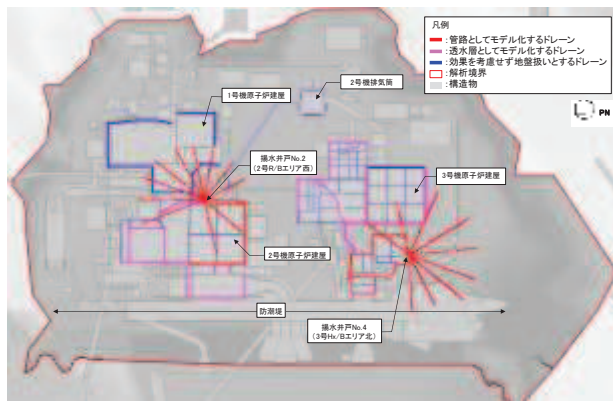 凡例
:管路としてモデル化するドレーン
:透水層としてモデル化するドレーン
:効果を考慮せず地盤扱いとするドレーン
:解析境界
:構造物
PN
2号機排気筒
1号機原子炉建屋
揚水井戸No.2
(2号R/Bエリア西)
3号機原子炉建屋
2号機原子炉建屋
防潮堤
揚水井戸No.4
(3号Hx/Bエリア北)